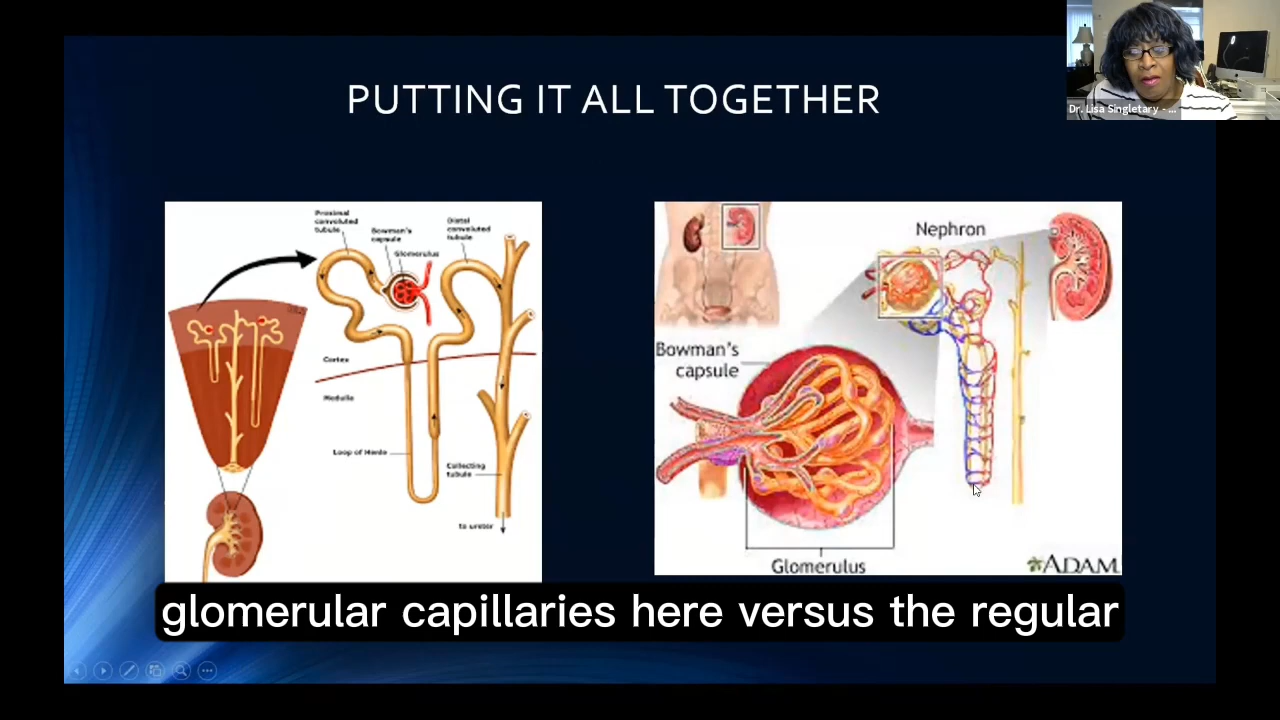 PUTTING IT ALL TOGETHER
Dr. Lisa Singletary - ...
Proximal
convoluted
tubule
Bowman's
capsule
Glomerulus
Distal
convoluted
tubule
Cortex
Medulla
Loop of Henle
Collecting
tubule
to ureter
Nephron
Bowman's
capsule
Glomerulus
ADAM.
glomerular capillaries here versus the regular